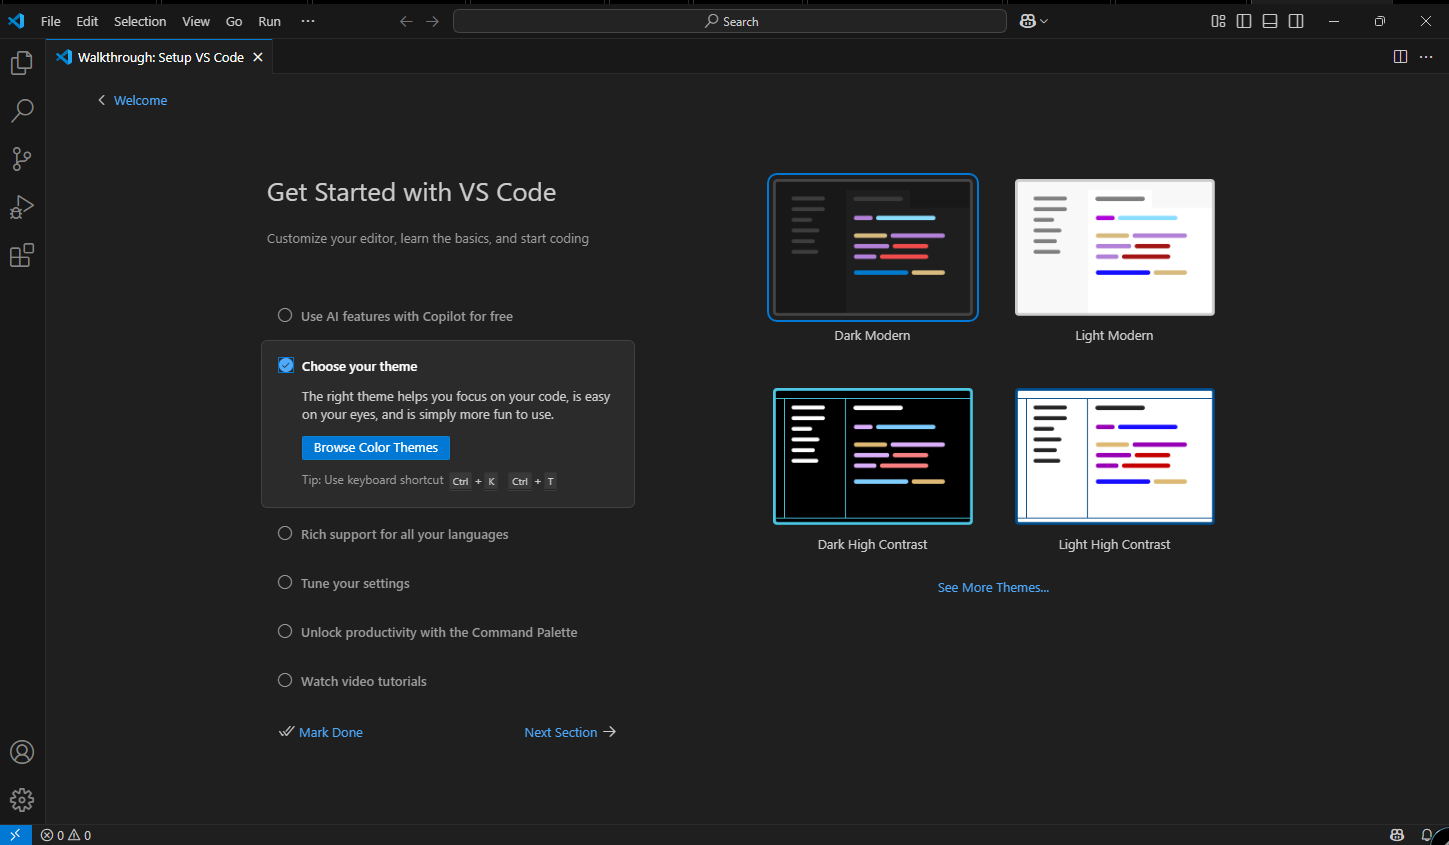 File Edit Selection View Go Run ···
Search
Walkthrough: Setup VS Code
Welcome
Get Started with VS Code
Customize your editor, learn the basics, and start coding
Use AI features with Copilot for free
Choose your theme
The right theme helps you focus on your code, is easy
on your eyes, and is simply more fun to use.
Browse Color Themes
Tip: Use keyboard shortcut Ctrl + K Ctrl + T
Rich support for all your languages
Tune your settings
Unlock productivity with the Command Palette
Watch video tutorials
Mark Done
Next Section
Dark Modern
Light Modern
Dark High Contrast
Light High Contrast
See More Themes...
0 0